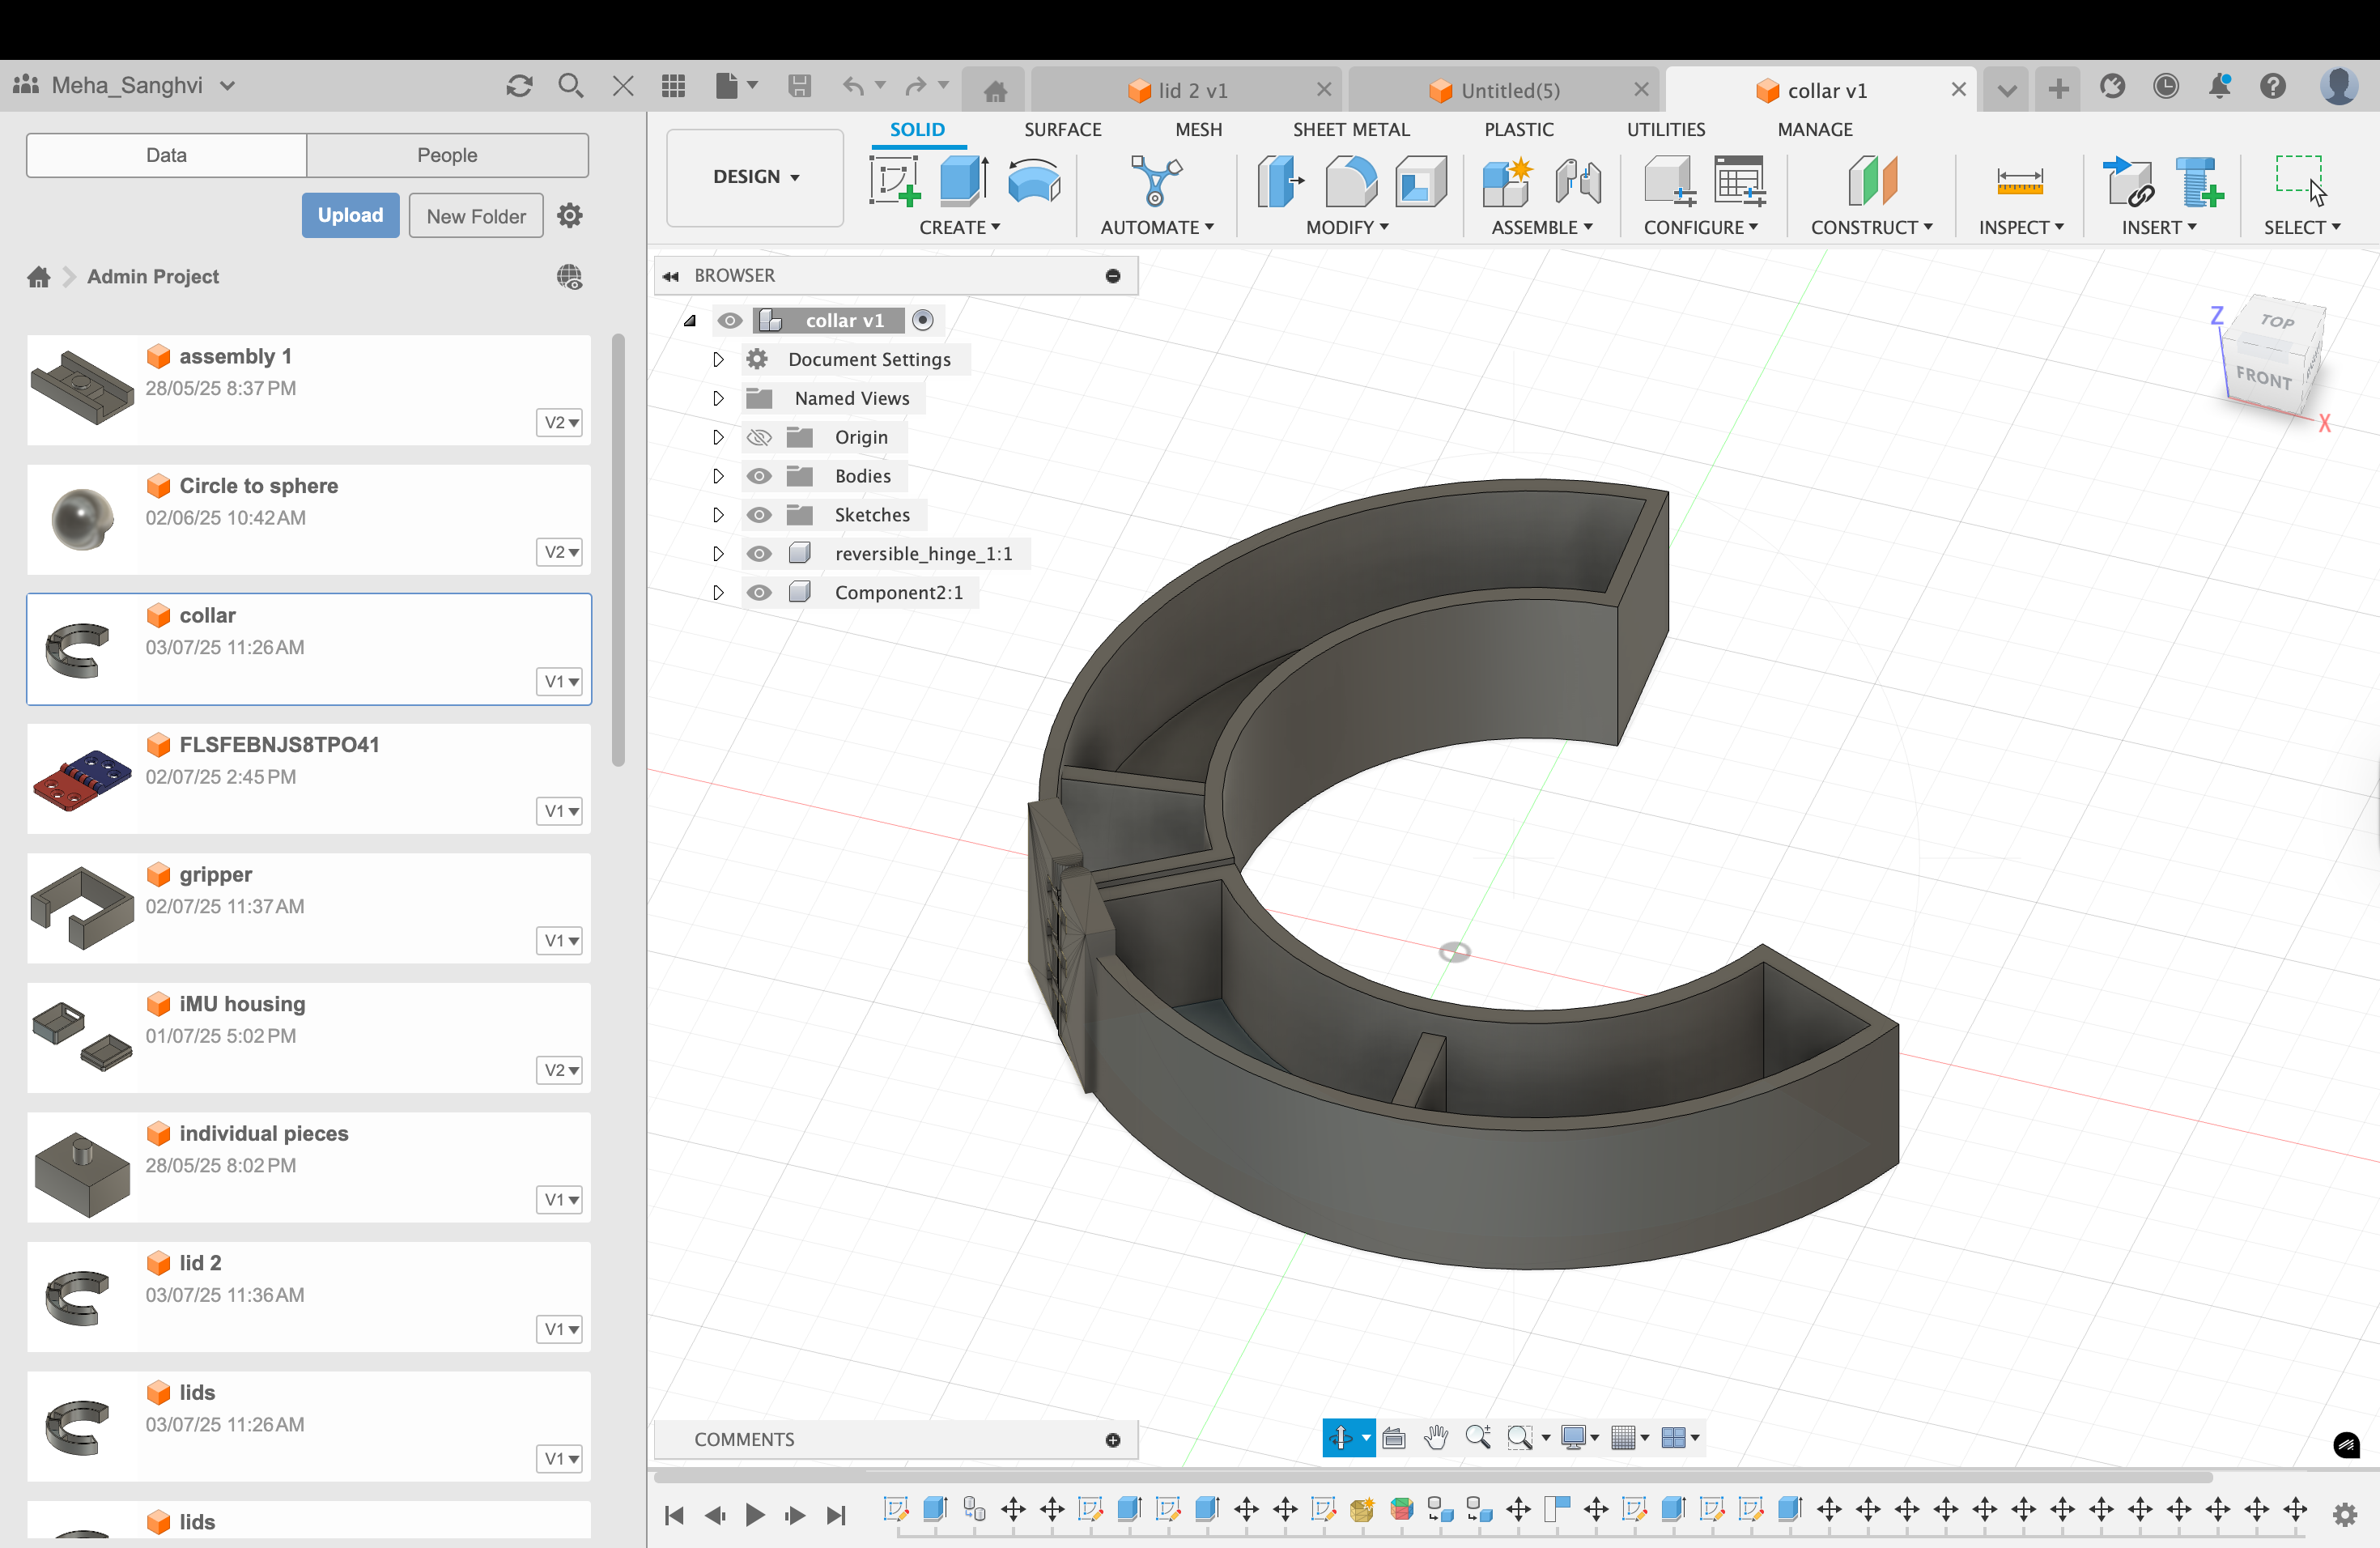 Meha_Sanghvi
lid 2 v1
Untitled(5)
collar v1
Data
People
Upload
New Folder
Admin Project
assembly 1
28/05/25 8:37 PM
V2
Circle to sphere
02/06/25 10:42 AM
V2
collar
03/07/25 11:26 AM
V1
FLSFEBNJS8TPO41
02/07/25 2:45 PM
V1
gripper
02/07/25 11:37 AM
V1
iMU housing
01/07/25 5:02 PM
V2
individual pieces
28/05/25 8:02 PM
V1
lid 2
03/07/25 11:36 AM
V1
lids
03/07/25 11:26 AM
V1
lids
DESIGN
SOLID
SURFACE
MESH
SHEET METAL
PLASTIC
UTILITIES
MANAGE
CREATE
AUTOMATE
MODIFY
ASSEMBLE
CONFIGURE
CONSTRUCT
INSPECT
INSERT
SELECT
BROWSER
collar v1
Document Settings
Named Views
Origin
Bodies
Sketches
reversible_hinge_1:1
Component2:1
Z
TOP
FRONT
X
COMMENTS